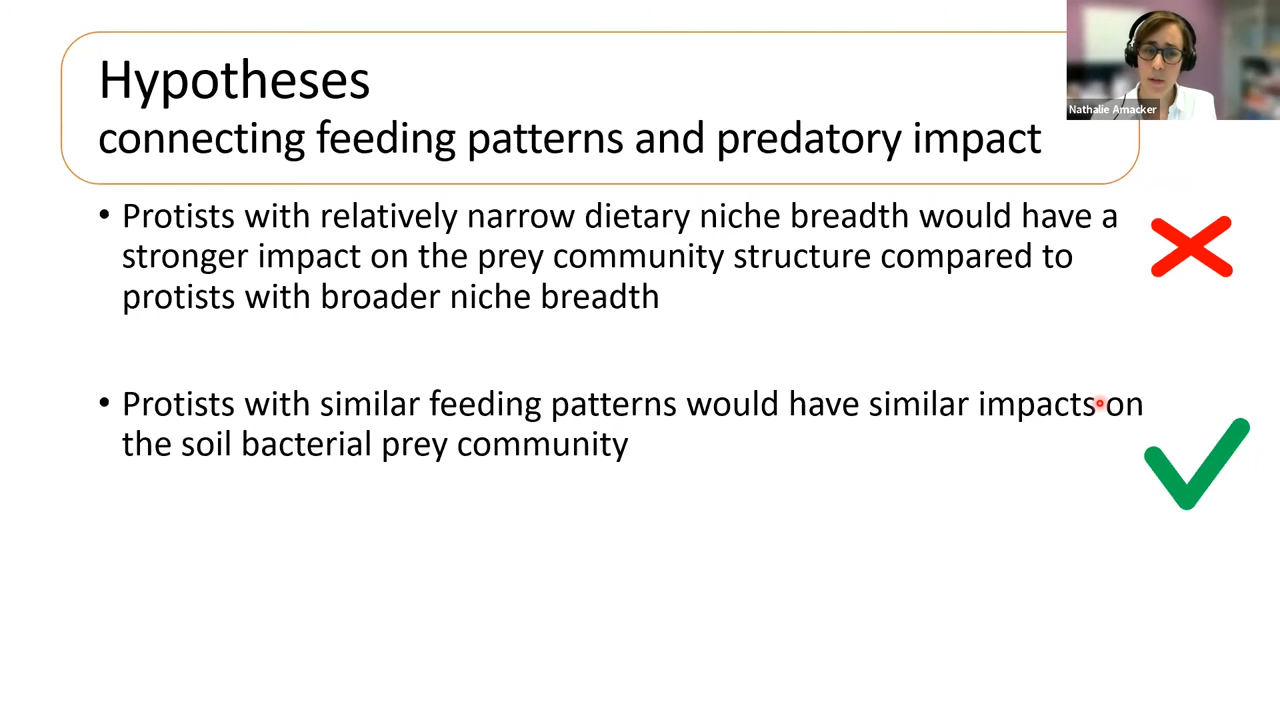 Hypotheses
connecting feeding patterns and predatory impact
Nathalie Amacker
• Protists with relatively narrow dietary niche breadth would have a
stronger impact on the prey community structure compared to
protists with broader niche breadth
• Protists with similar feeding patterns would have similar impacts on
the soil bacterial prey community